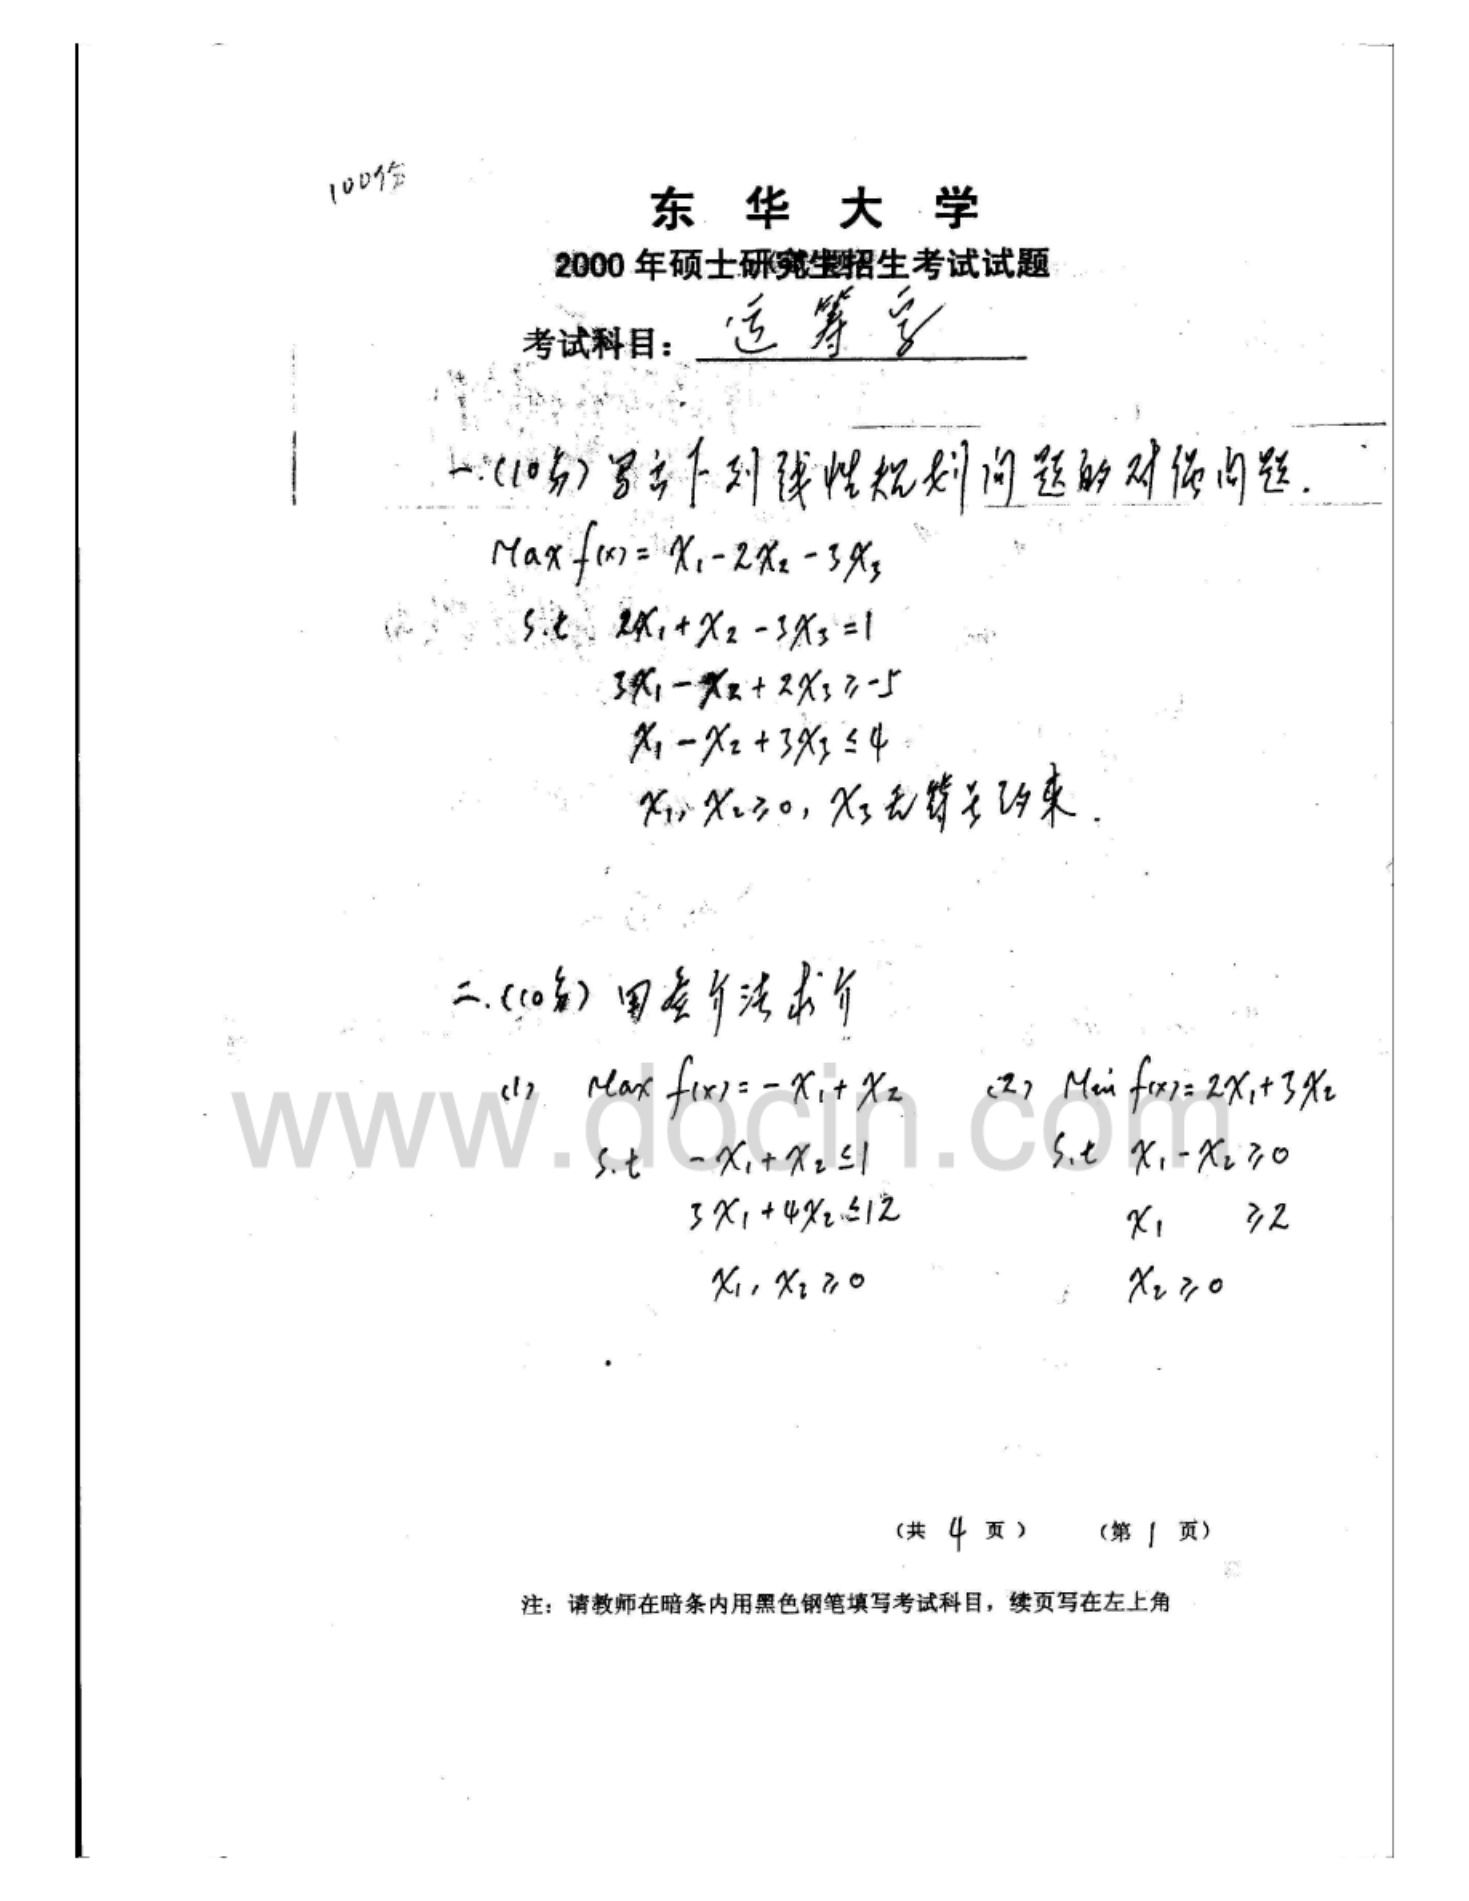 100分
东华大学
2000年硕士研究生招生考试试题
考试科目: 运筹学
一.(10分)写出下列线性规划问题的对偶问题.
Max f(x)= x₁-2x₂-3x₃
s.t 2x₁+x₂-3x₃=1
3x₁-x₂+2x₃≥-5
x₁-x₂+3x₃≤4
x₁, x₂≥0, x₃无符号约束.
二.(10分) 用图介法求介
(1) Max f(x)=-x₁+x₂ (2) Min f(x)=2x₁+3x₂
s.t -x₁+x₂≤1 s.t x₁-x₂≥0
3x₁+4x₂≤12 x₁ ≥2
x₁, x₂≥0 x₂≥0
www.docin.com
(共 4 页) (第 1 页)
注: 请教师在暗条内用黑色钢笔填写考试科目, 续页写在左上角